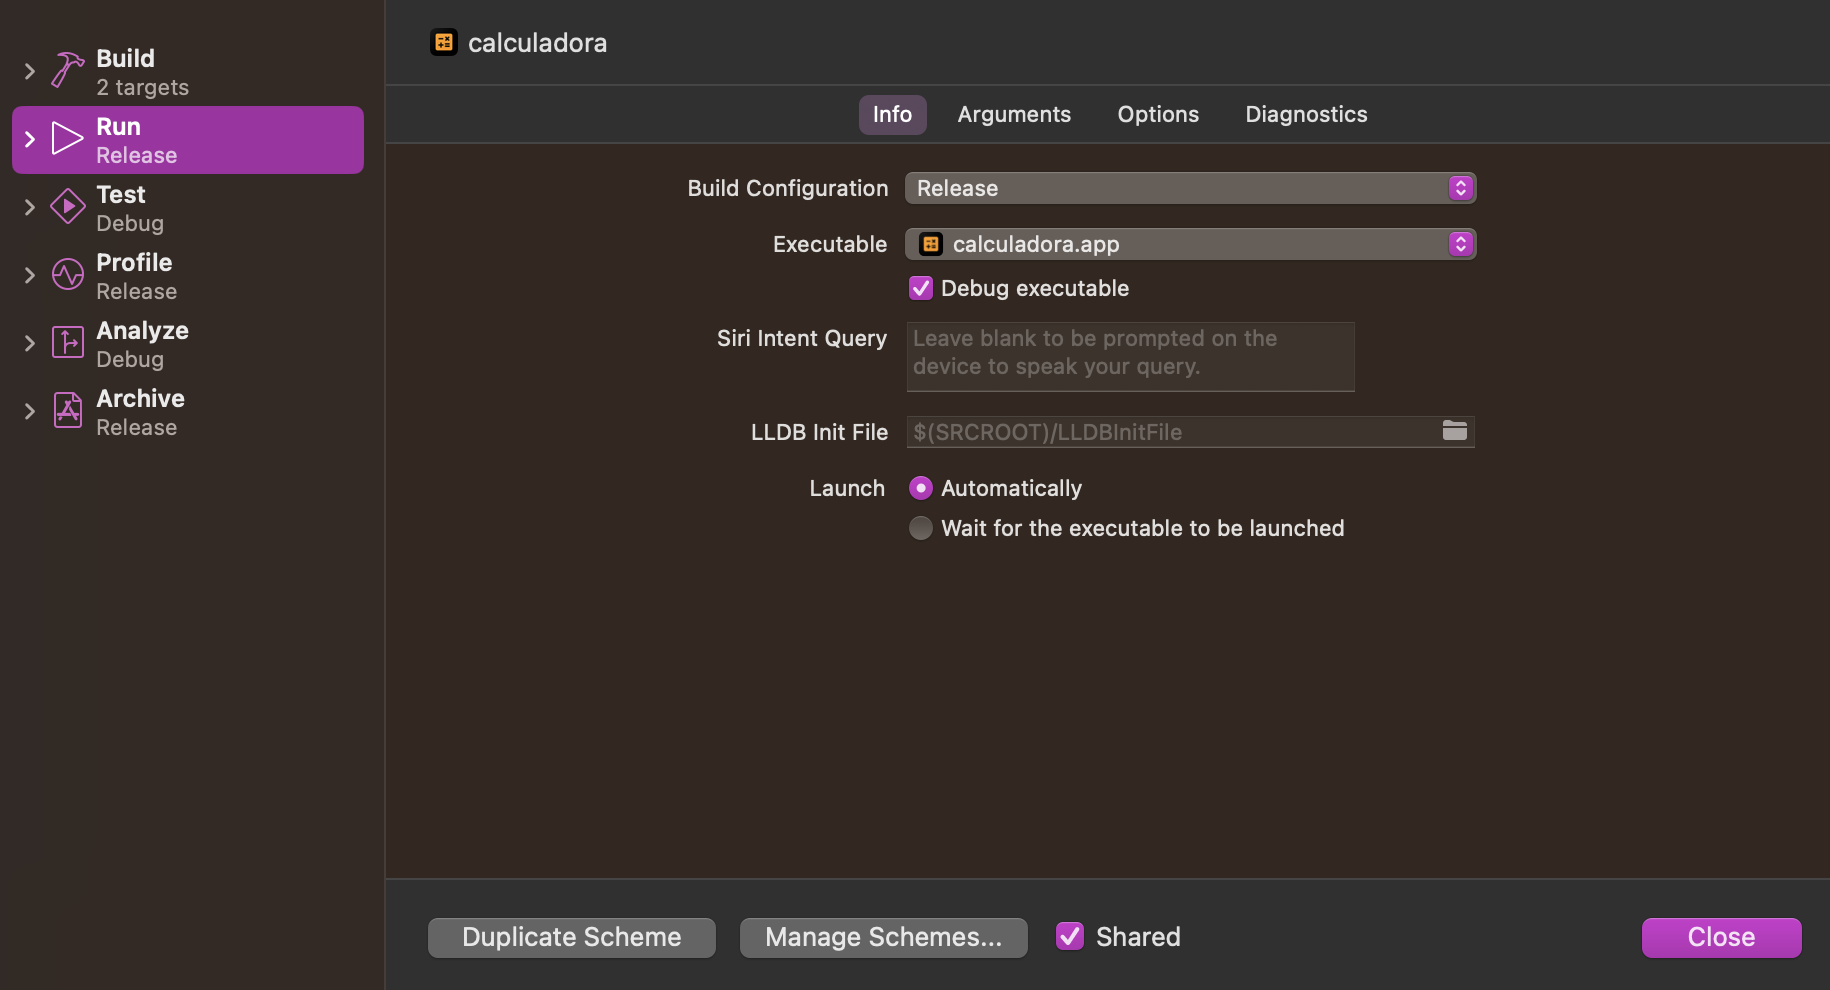 Build
2 targets
Run
Release
Test
Debug
Profile
Release
Analyze
Debug
Archive
Release
calculadora
Info Arguments Options Diagnostics
Build Configuration Release
Executable calculadora.app
Debug executable
Siri Intent Query Leave blank to be prompted on the
device to speak your query.
LLDB Init File $(SRCROOT)/LLDBInitFile
Launch Automatically
Wait for the executable to be launched
Duplicate Scheme Manage Schemes... Shared Close